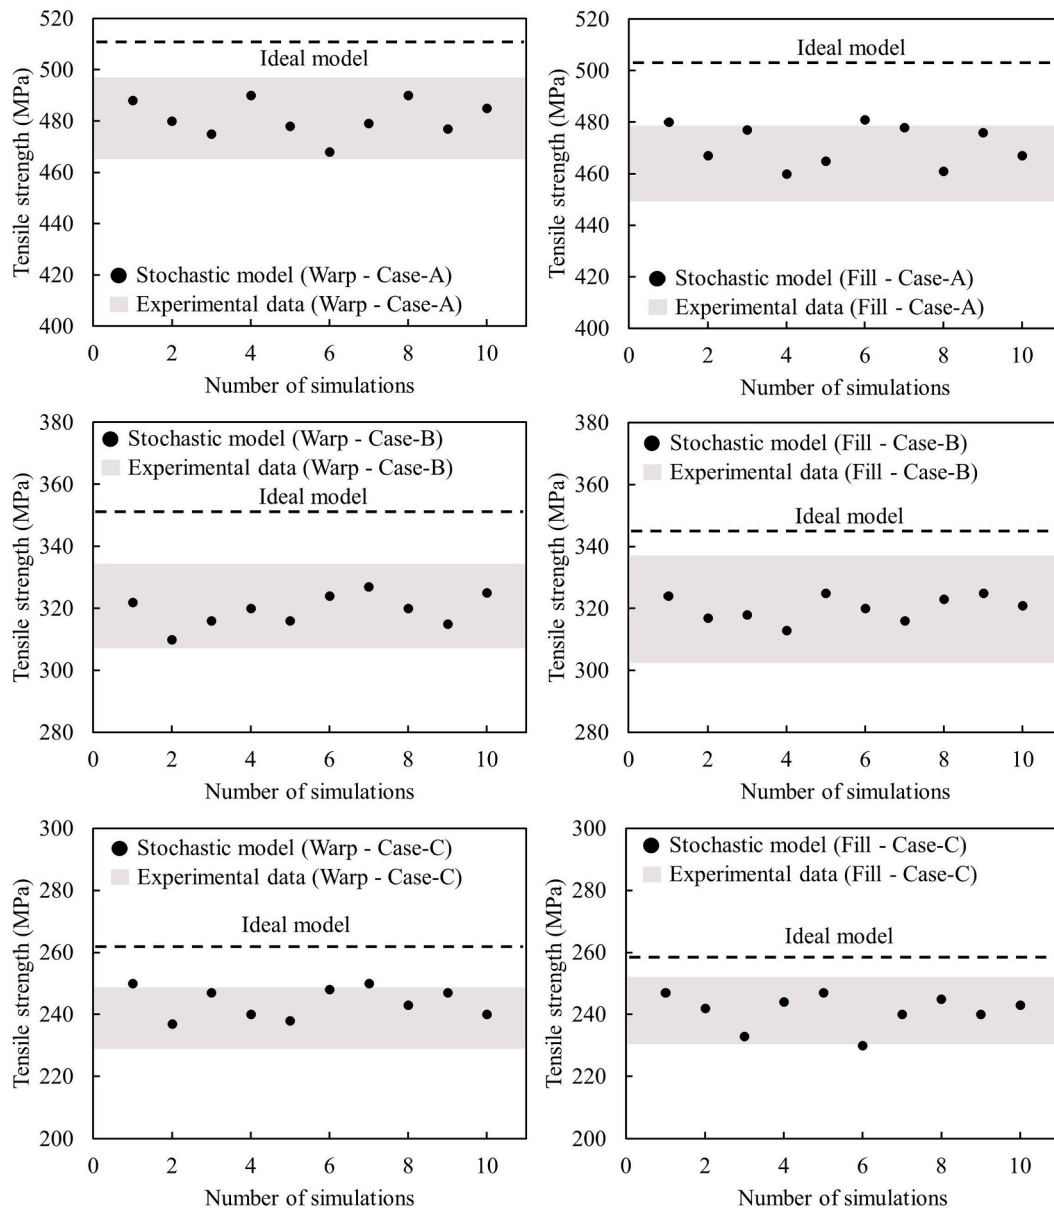 520
500
480
460
440
420
400
Tensile strength (MPa)
Ideal model
Stochastic model (Warp - Case-A)
Experimental data (Warp - Case-A)
0 2 4 6 8 10
Number of simulations
520
500
480
460
440
420
400
Tensile strength (MPa)
Ideal model
Stochastic model (Fill - Case-A)
Experimental data (Fill - Case-A)
0 2 4 6 8 10
Number of simulations
380
360
340
320
300
280
Tensile strength (MPa)
Stochastic model (Warp - Case-B)
Experimental data (Warp - Case-B)
Ideal model
0 2 4 6 8 10
Number of simulations
380
360
340
320
300
280
Tensile strength (MPa)
Stochastic model (Fill - Case-B)
Experimental data (Fill - Case-B)
Ideal model
0 2 4 6 8 10
Number of simulations
300
280
260
240
220
200
Tensile strength (MPa)
Stochastic model (Warp - Case-C)
Experimental data (Warp - Case-C)
Ideal model
0 2 4 6 8 10
Number of simulations
300
280
260
240
220
200
Tensile strength (MPa)
Stochastic model (Fill - Case-C)
Experimental data (Fill - Case-C)
Ideal model
0 2 4 6 8 10
Number of simulations